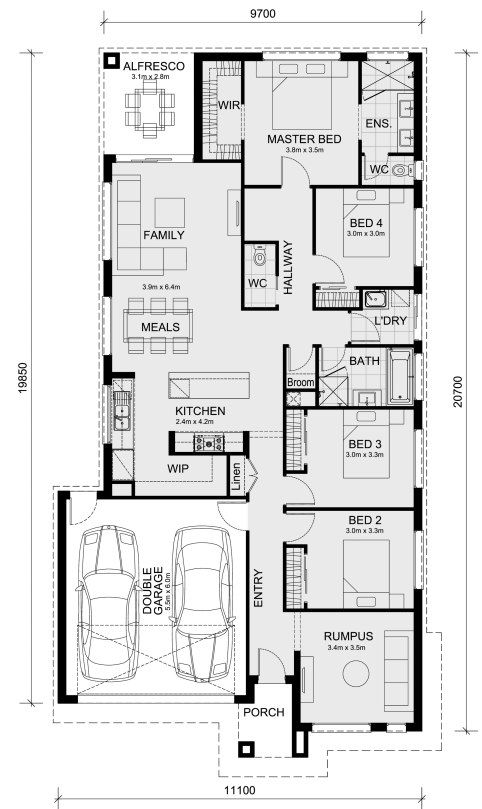 9700
ALFRESCO
3.1m x 2.8m
WIR
ENS.
MASTER BED
3.8m x 3.5m
WC
BED 4
3.0m x 3.0m
FAMILY
HALLWAY
WC
3.9m x 6.4m
L'DRY
MEALS
BATH
19850
20700
Broom
KITCHEN
2.4m x 4.2m
BED 3
3.0m x 3.3m
WIP
Linen
BED 2
3.0m x 3.3m
DOUBLE
GARAGE
5.5m x 6.0m
ENTRY
RUMPUS
3.4m x 3.5m
PORCH
11100